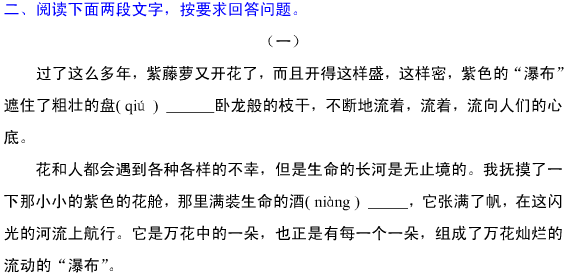 二、阅读下面两段文字，按要求回答问题。
（一）
过了这么多年，紫藤萝又开花了，而且开得这样盛，这样密，紫色的“瀑布”
遮住了粗壮的盘( qiú ) ______卧龙般的枝干，不断地流着，流着，流向人们的心
底。
花和人都会遇到各种各样的不幸，但是生命的长河是无止境的。我抚摸了一
下那小小的紫色的花舱，那里满装生命的酒( niàng ) _____，它张满了帆，在这闪
光的河流上航行。它是万花中的一朵，也正是有每一个一朵，组成了万花灿烂的
流动的“瀑布”。